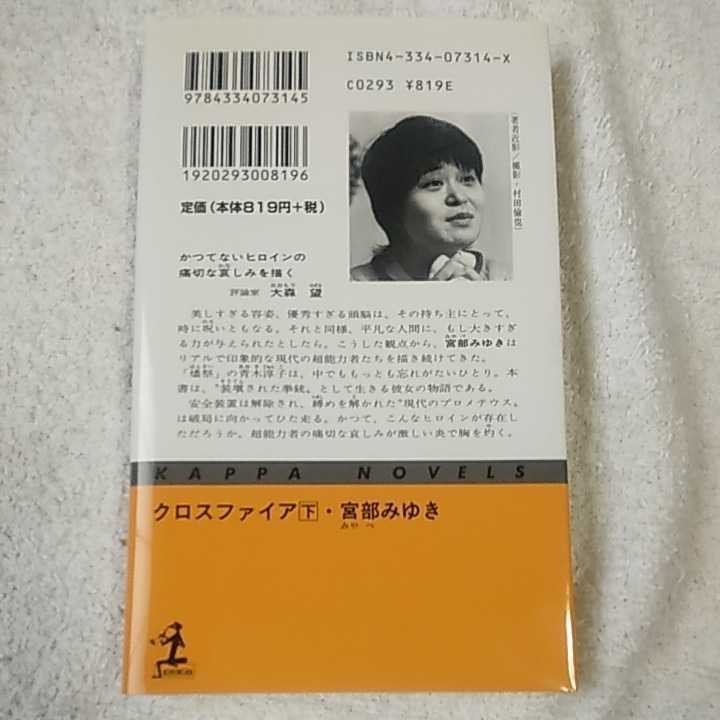 ISBN4-334-07314-X
C0293 ¥819E
9784334073145
1920293008196
定価(本体819円+税)
(著者近影/撮影・村田倫也)
かつてないヒロインの
痛切な哀しみを描く
評論家 大森 望
美しすぎる容姿、優秀すぎる頭脳は、その持ち主にとって、
時に呪いともなる。それと同様、平凡な人間に、もし大きすぎ
る力が与えられたとしたら。こうした観点から、宮部みゆきは
リアルで印象的な現代の超能力者たちを描き続けてきた。
「燔祭」の青木淳子は、中でももっとも忘れがたいひとり。本
書は、"装填された拳銃"として生きる彼女の物語である。
安全装置は解除され、縛めを解かれた"現代のプロメテウス"
は破局に向かってひた走る。かつて、こんなヒロインが存在し
ただろうか。超能力者の痛切な哀しみが激しい炎で胸を灼く。
KAPPA NOVELS
クロスファイア下・宮部みゆき
みやべ